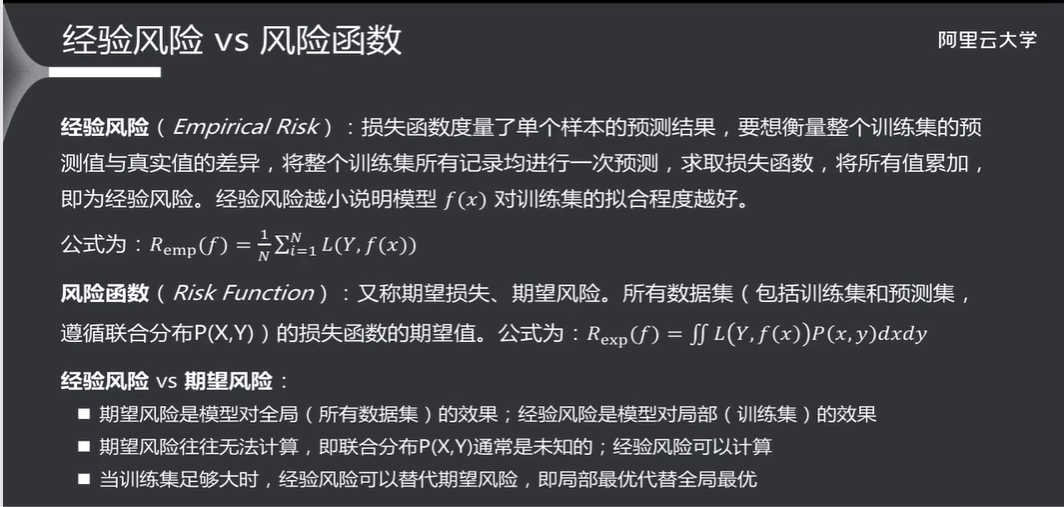 经验风险 vs 风险函数
阿里云大学
经验风险（Empirical Risk）：损失函数度量了单个样本的预测结果，要想衡量整个训练集的预
测值与真实值的差异，将整个训练集所有记录均进行一次预测，求取损失函数，将所有值累加，
即为经验风险。经验风险越小说明模型 f(x) 对训练集的拟合程度越好。
公式为：R_emp(f) = 1/N ∑_{i=1}^{N} L(Y, f(x))
风险函数（Risk Function）：又称期望损失、期望风险。所有数据集（包括训练集和预测集，
遵循联合分布P(X,Y)）的损失函数的期望值。公式为：R_exp(f) = ∬ L(Y, f(x))P(x, y)dxdy
经验风险 vs 期望风险：
■ 期望风险是模型对全局（所有数据集）的效果；经验风险是模型对局部（训练集）的效果
■ 期望风险往往无法计算，即联合分布P(X,Y)通常是未知的；经验风险可以计算
■ 当训练集足够大时，经验风险可以替代期望风险，即局部最优代替全局最优